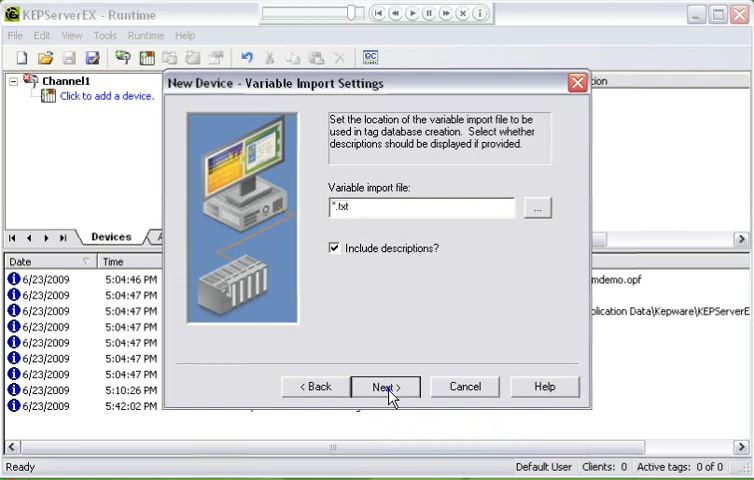 KEPServerEX - Runtime
File Edit View Tools Runtime Help
Channel1
Click to add a device.
New Device - Variable Import Settings
Set the location of the variable import file to be
used in tag database creation. Select whether
descriptions should be displayed if provided.
Variable import file:
*.txt
...
Include descriptions?
< Back Next > Cancel Help
Devices
Date Time
6/23/2009 5:04:46 PM mdemo.opf
6/23/2009 5:04:47 PM
6/23/2009 5:04:47 PM plication Data\Kepware\KEPServerE
6/23/2009 5:04:47 PM
6/23/2009 5:04:47 PM
6/23/2009 5:04:47 PM
6/23/2009 5:04:47 PM
6/23/2009 5:10:26 PM
6/23/2009 5:42:02 PM
Ready Default User Clients: 0 Active tags: 0 of 0